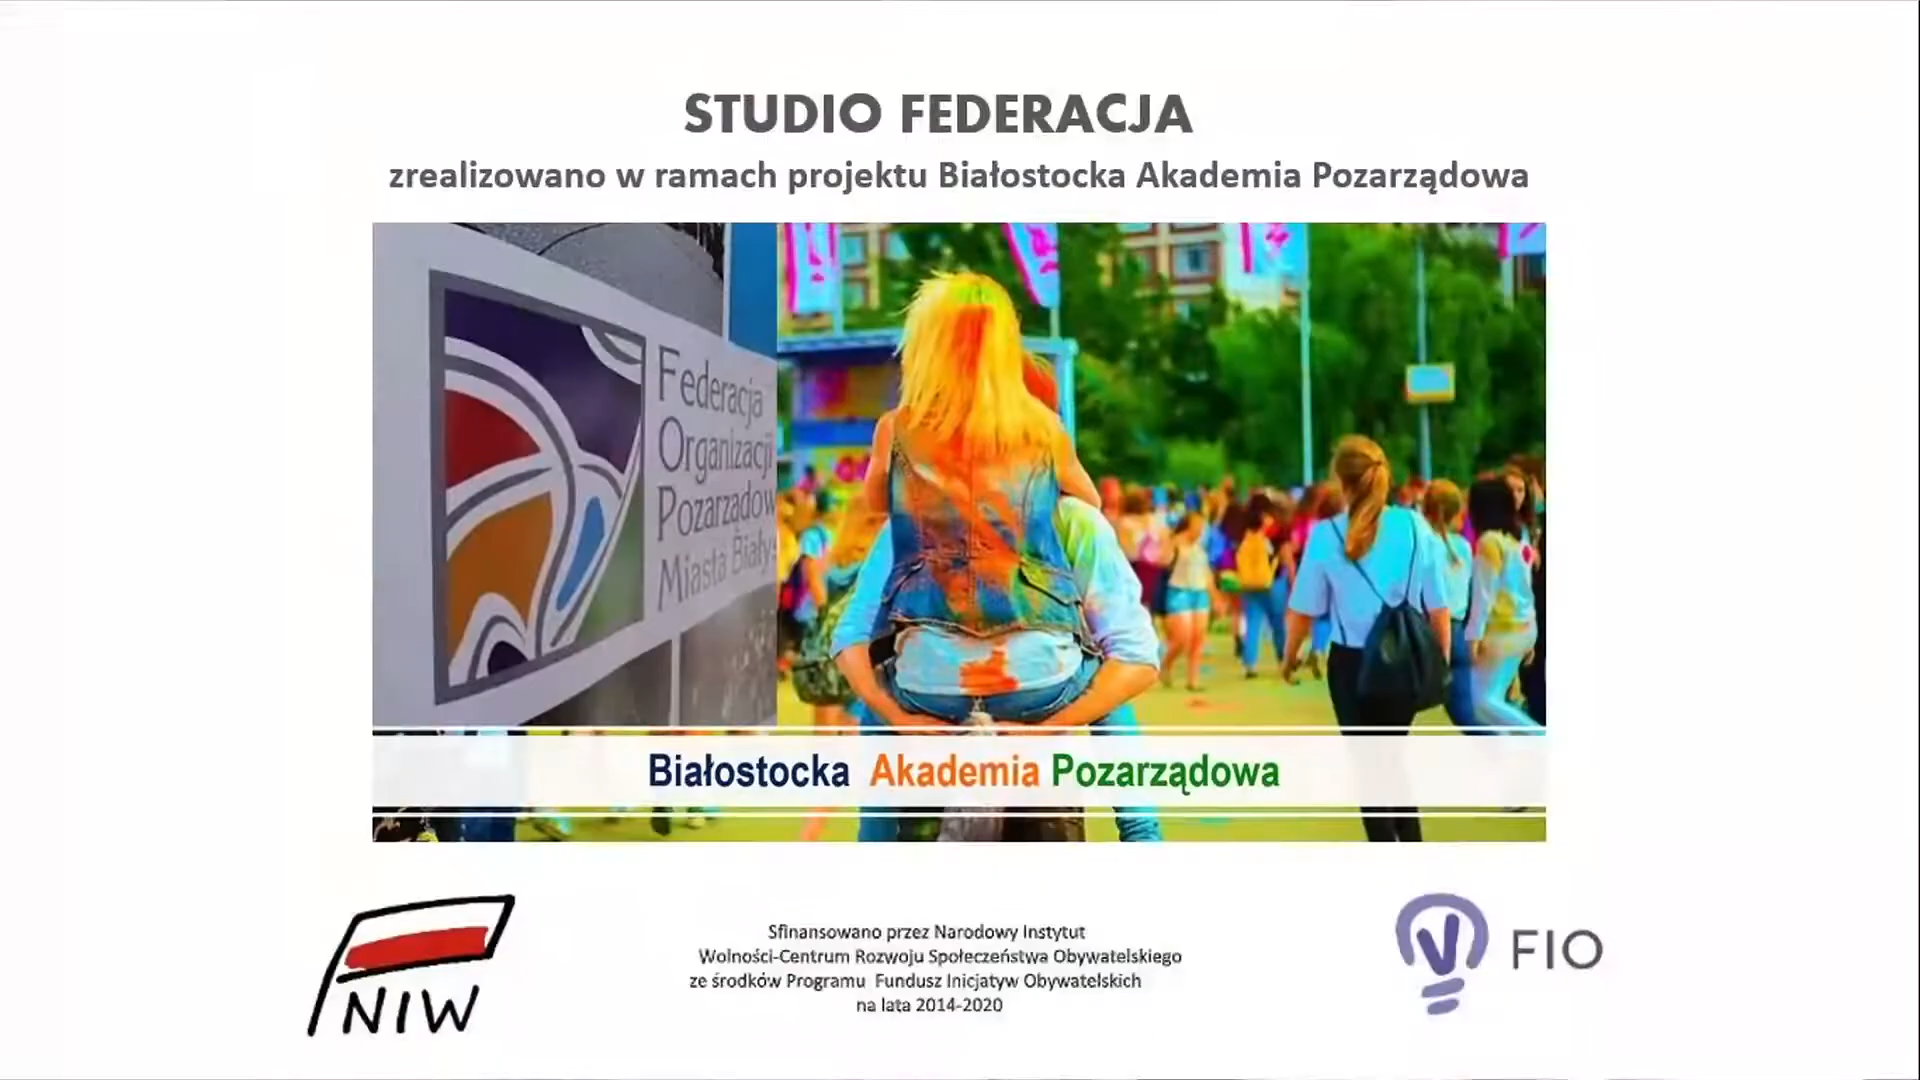 STUDIO FEDERACJA
zrealizowano w ramach projektu Białostocka Akademia Pozarządowa
Federacja
Organizacji
Pozarządow
Miasta Białys
Białostocka Akademia Pozarządowa
NIW
Sfinansowano przez Narodowy Instytut
Wolności-Centrum Rozwoju Społeczeństwa Obywatelskiego
ze środków Programu Fundusz Inicjatyw Obywatelskich
na lata 2014-2020
FIO